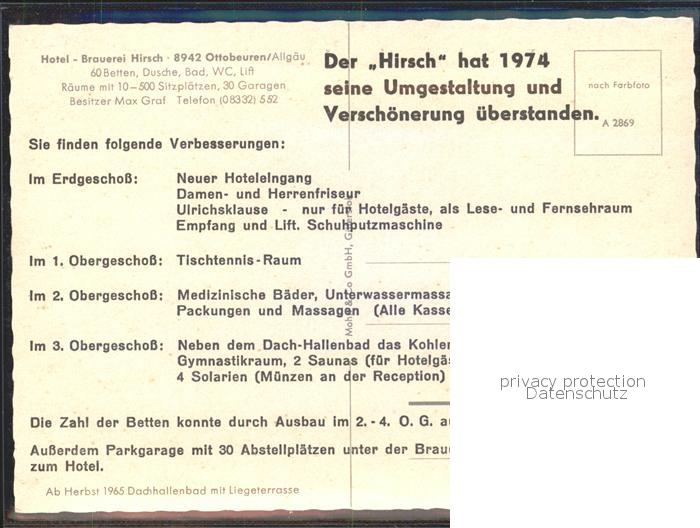 Hotel - Brauerei Hirsch · 8942 Ottobeuren/Allgäu
60 Betten, Dusche, Bad, WC, Lift
Räume mit 10–500 Sitzplätzen, 30 Garagen
Besitzer Max Graf Telefon (08332) 552
Der „Hirsch“ hat 1974
seine Umgestaltung und
Verschönerung überstanden.
nach Farbfoto
A 2869
Sie finden folgende Verbesserungen:
Im Erdgeschoß: Neuer Hoteleingang
Damen- und Herrenfriseur
Ulrichsklause - nur für Hotelgäste, als Lese- und Fernsehraum
Empfang und Lift. Schuhputzmaschine
Im 1. Obergeschoß: Tischtennis-Raum
Im 2. Obergeschoß: Medizinische Bäder,
Packungen und Massagen (Alle
Im 3. Obergeschoß: Neben dem Dach-Hallenbad das
Gymnastikraum, 2 Saunas (für
4 Solarien (Münzen an der Reception)
Die Zahl der Betten konnte durch Ausbau im 2.-4. O. G.
Außerdem Parkgarage mit 30 Abstellplätzen unter der
zum Hotel.
Ab Herbst 1965 Dachhallenbad mit Liegeterrasse
GmbH,
privacy protection
Datenschutz